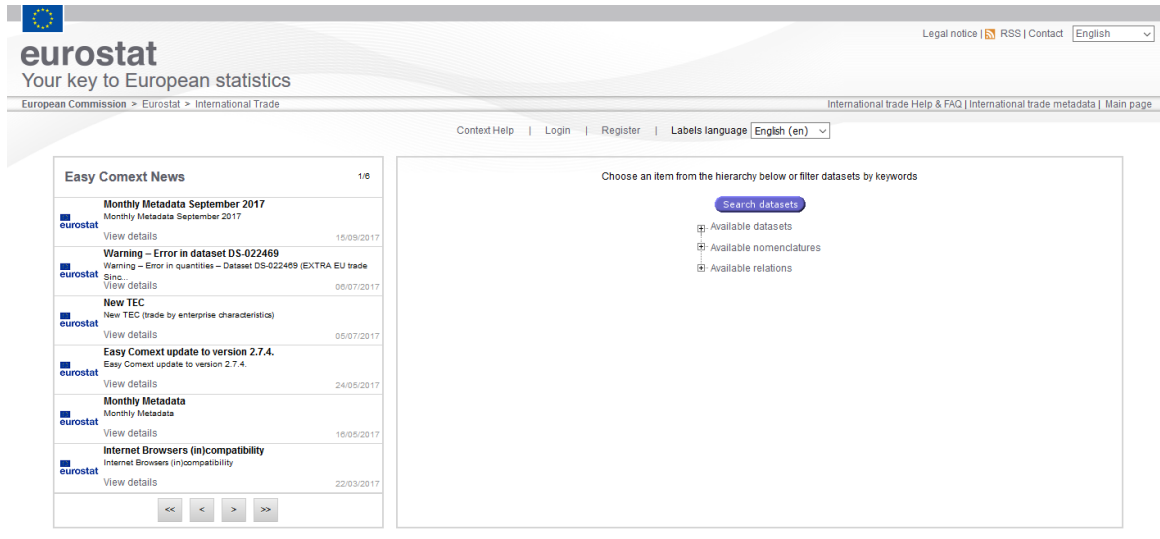 Legal notice | RSS | Contact English
eurostat
Your key to European statistics
European Commission > Eurostat > International Trade
International trade Help & FAQ | International trade metadata | Main page
Context Help | Login | Register | Labels language English (en)
Easy Comext News 1/6
Monthly Metadata September 2017
Monthly Metadata September 2017
eurostat
View details 15/09/2017
Warning – Error in dataset DS-022469
Warning – Error in quantities – Dataset DS-022469 (EXTRA EU trade
Sinc...
eurostat
View details 06/07/2017
New TEC
New TEC (trade by enterprise characteristics)
eurostat
View details 05/07/2017
Easy Comext update to version 2.7.4.
Easy Comext update to version 2.7.4.
eurostat
View details 24/05/2017
Monthly Metadata
Monthly Metadata
eurostat
View details 16/05/2017
Internet Browsers (in)compatibility
Internet Browsers (in)compatibility
eurostat
View details 22/03/2017
<< < > >>
Choose an item from the hierarchy below or filter datasets by keywords
Search datasets
Available datasets
Available nomenclatures
Available relations